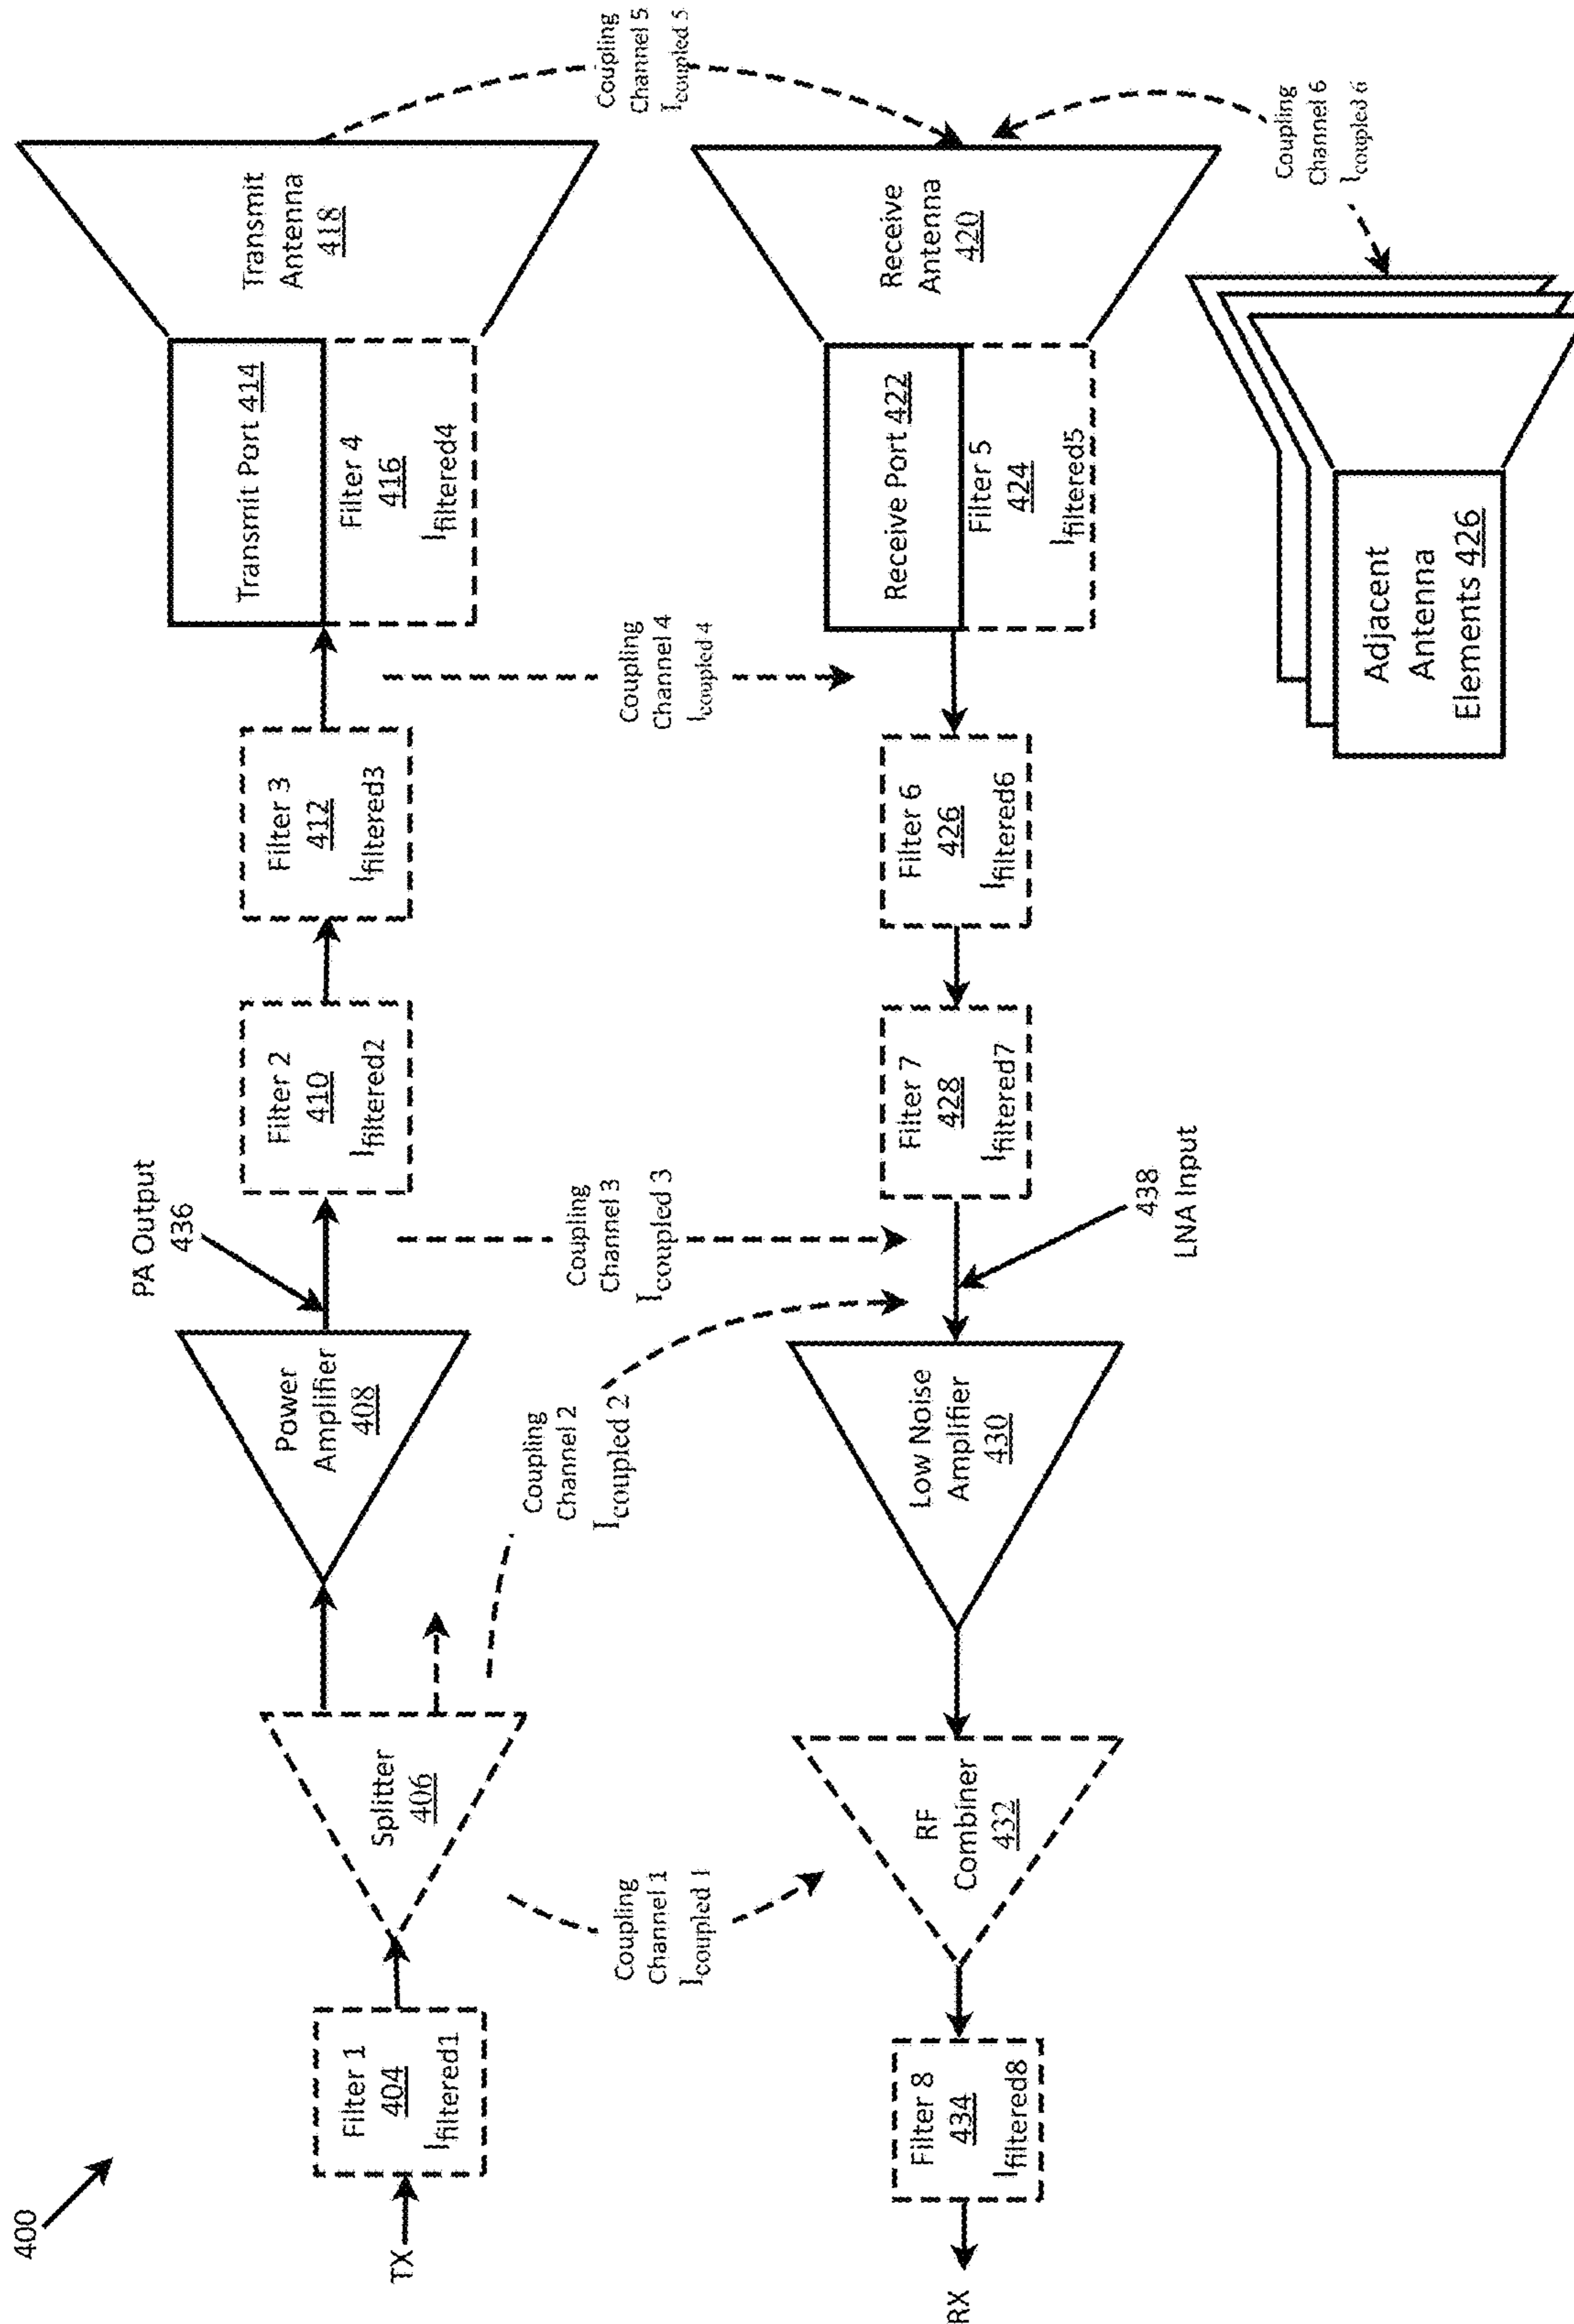 400
TX
Filter 1
404
Ifiltered1
Splitter
406
Power
Amplifier
408
PA Output
436
Filter 2
410
Ifiltered2
Filter 3
412
Ifiltered3
Transmit Port 414
Filter 4
416
Ifiltered4
Transmit
Antenna
418
Coupling
Channel 1
Icoupled 1
Coupling
Channel 2
Icoupled 2
Coupling
Channel 3
Icoupled 3
Coupling
Channel 4
Icoupled 4
Coupling
Channel 5
Icoupled 5
RX
Filter 8
434
Ifiltered8
RF
Combiner
432
Low Noise
Amplifier
430
438
LNA Input
Filter 7
428
Ifiltered7
Filter 6
426
Ifiltered6
Receive Port 422
Filter 5
424
Ifiltered5
Receive
Antenna
420
Coupling
Channel 6
Icoupled 6
Adjacent
Antenna
Elements 426